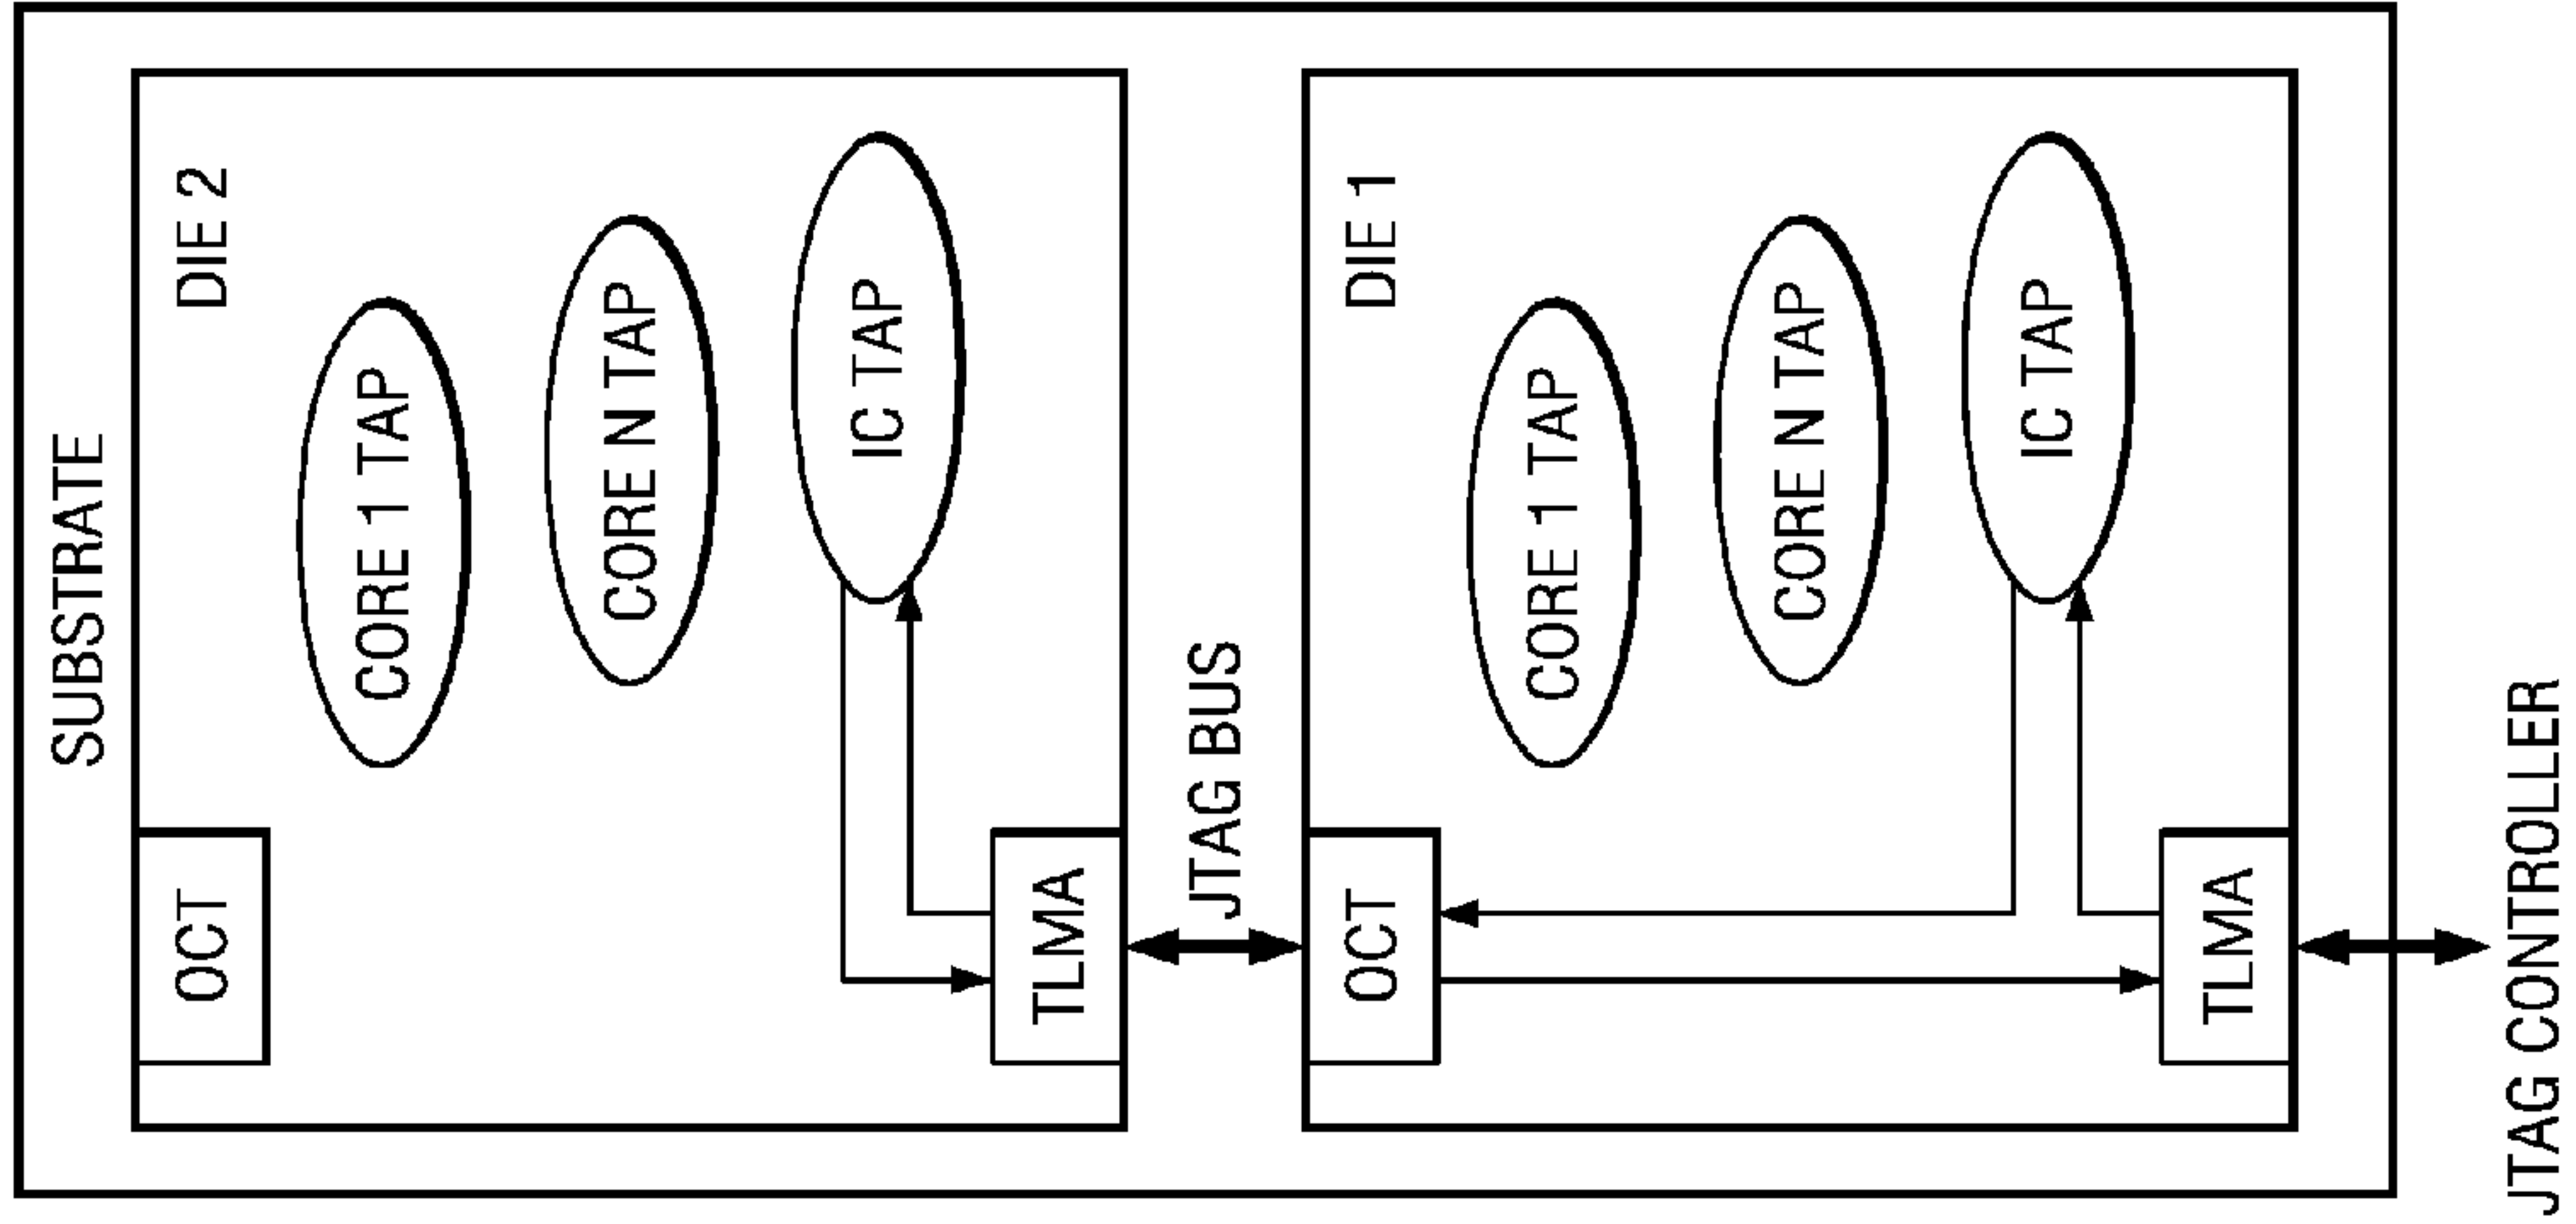 SUBSTRATE
DIE 2
OCT
CORE 1 TAP
CORE N TAP
IC TAP
TLMA
JTAG BUS
DIE 1
OCT
CORE 1 TAP
CORE N TAP
IC TAP
TLMA
JTAG CONTROLLER